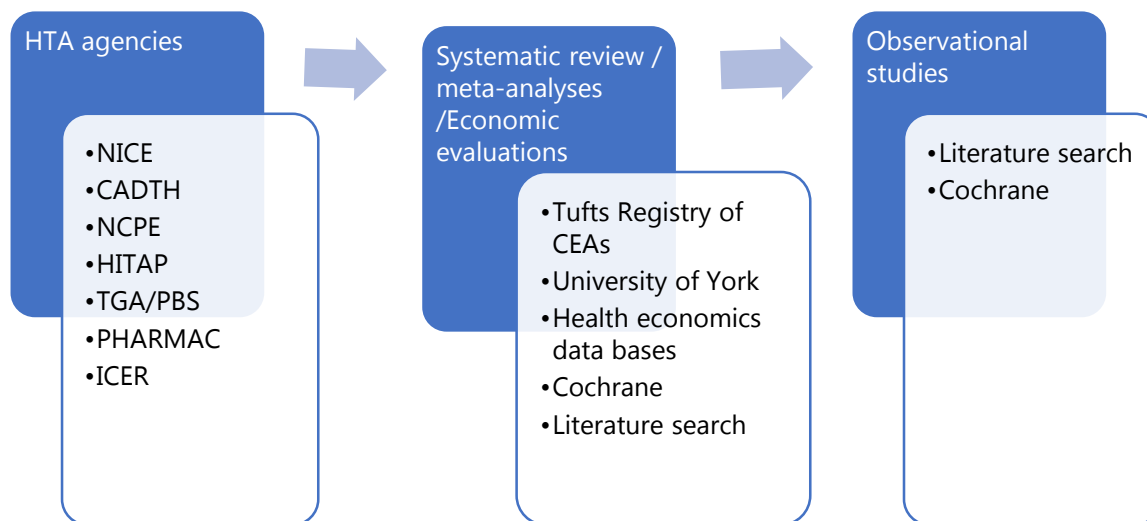 HTA agencies
•NICE
•CADTH
•NCPE
•HITAP
•TGA/PBS
•PHARMAC
•ICER
Systematic review /
meta-analyses
/Economic
evaluations
•Tufts Registry of
CEAs
•University of York
•Health economics
data bases
•Cochrane
•Literature search
Observational
studies
•Literature search
•Cochrane